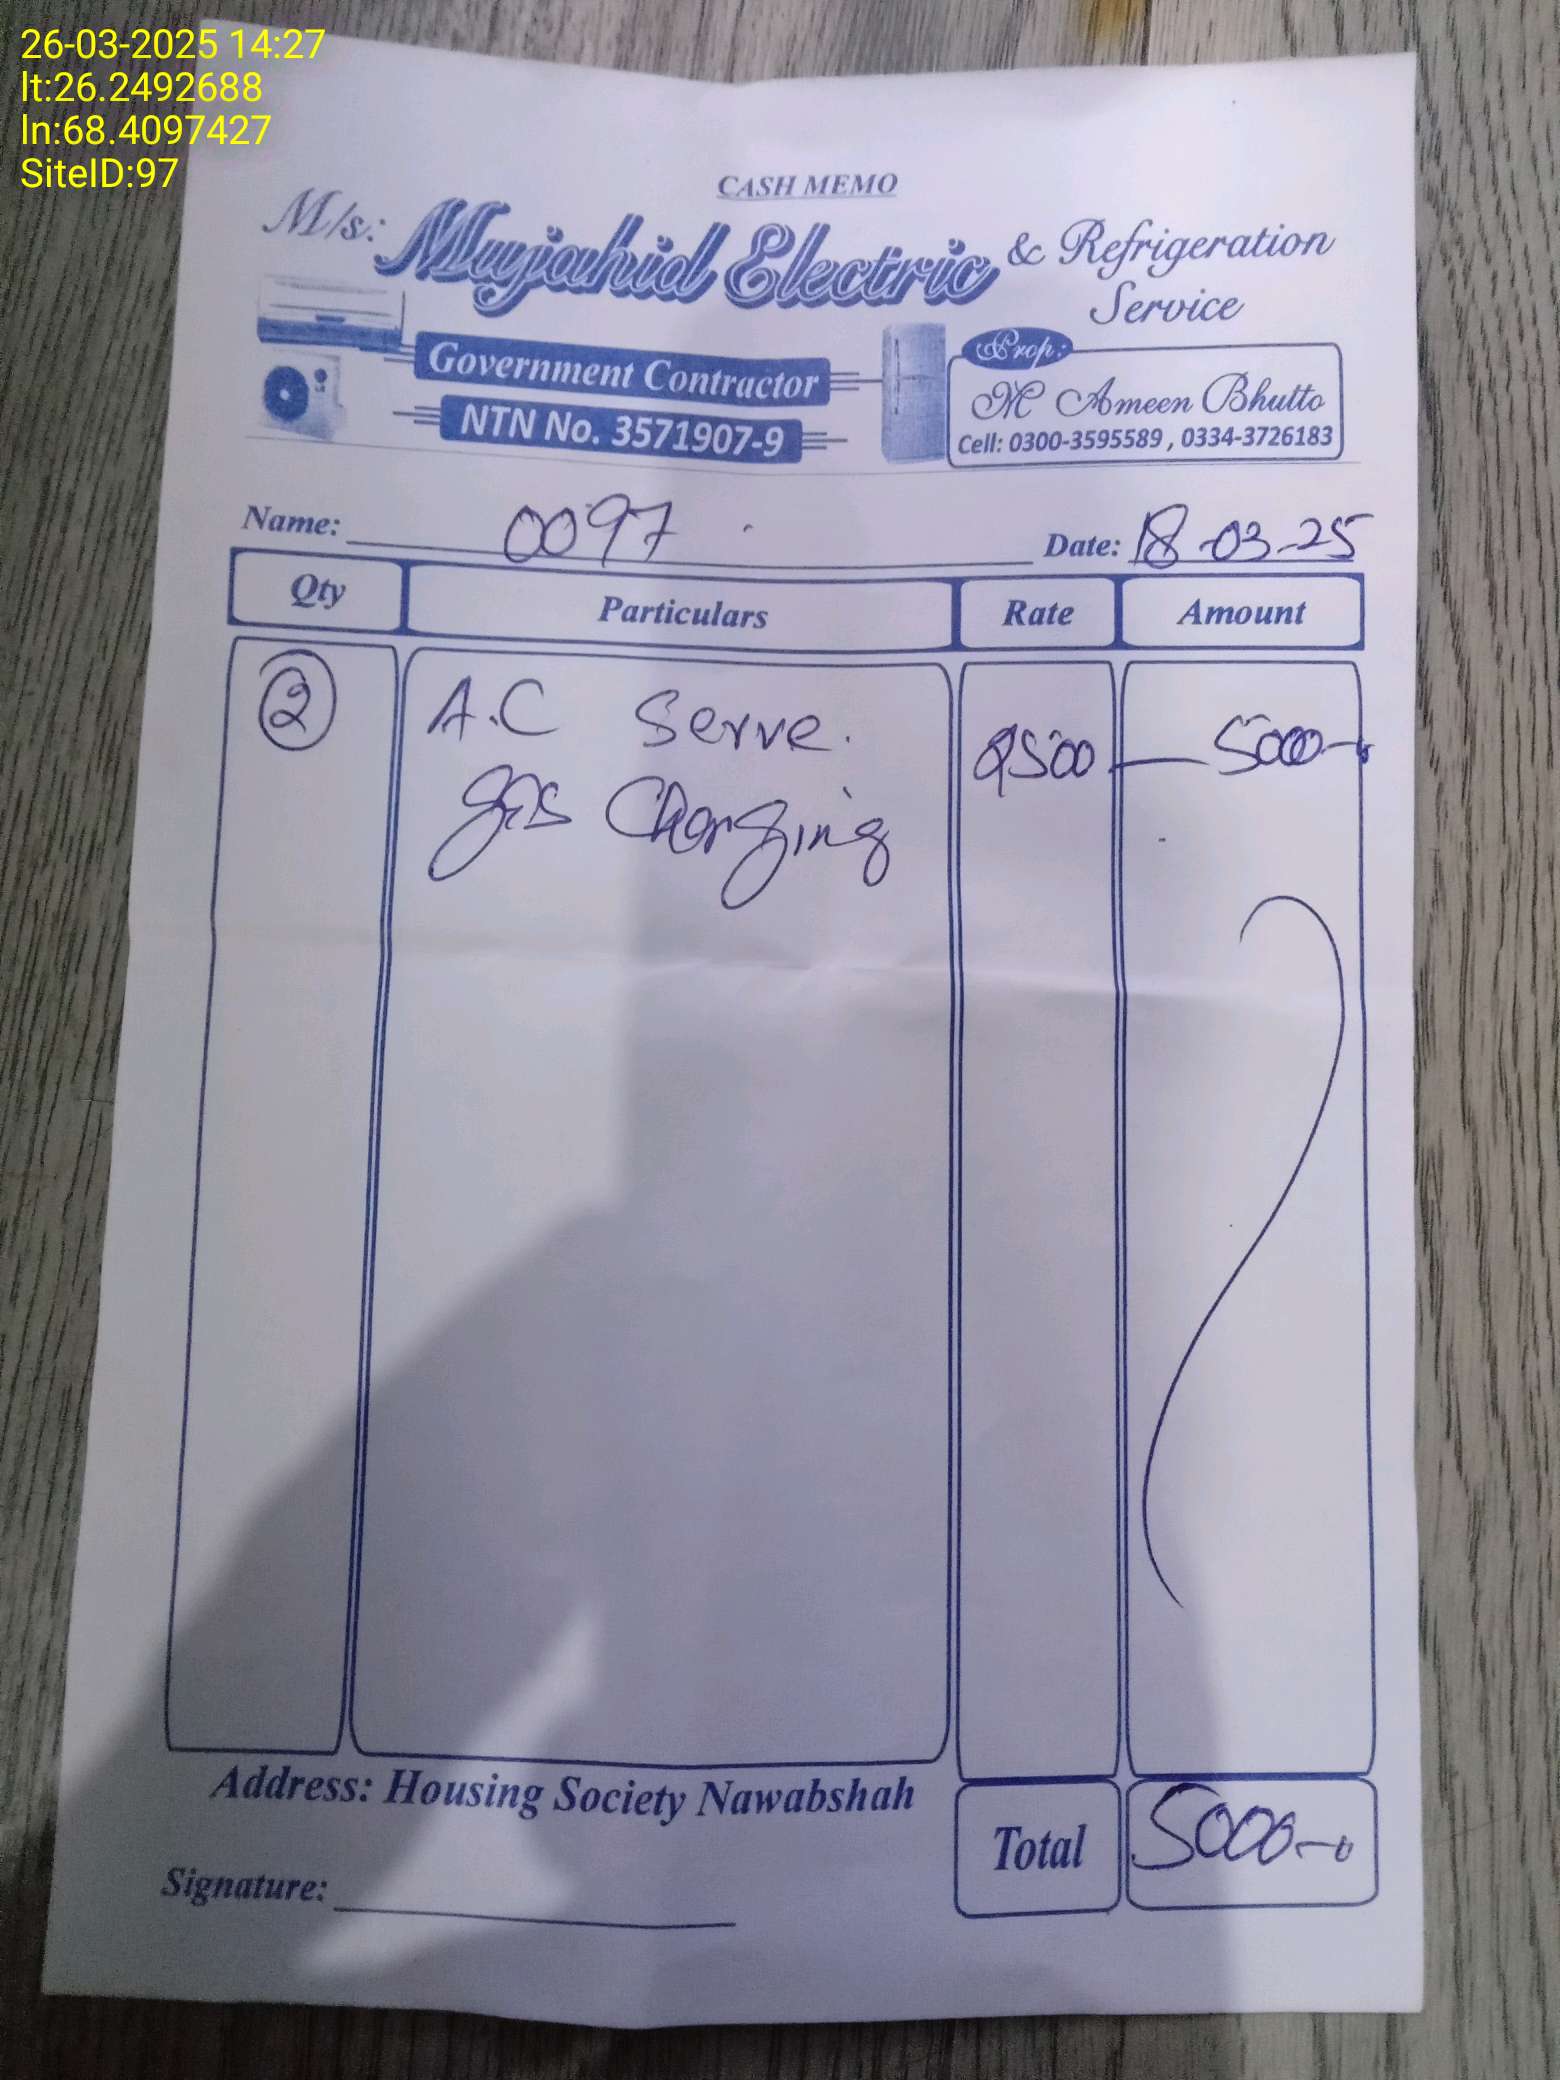 26-03-2025 14:27
lt:26.2492688
ln:68.4097427
SiteID:97
CASH MEMO
M/s: Mujahid Electric & Refrigeration Service
Government Contractor
NTN No. 3571907-9
Prop:
M Ameen Bhutto
Cell: 0300-3595589 , 0334-3726183
Name: 0097 Date: 18-03-25
Qty Particulars Rate Amount
2 A.C Serve. 2500 5000-0
gas Charging
Address: Housing Society Nawabshah
Total 5000-0
Signature: